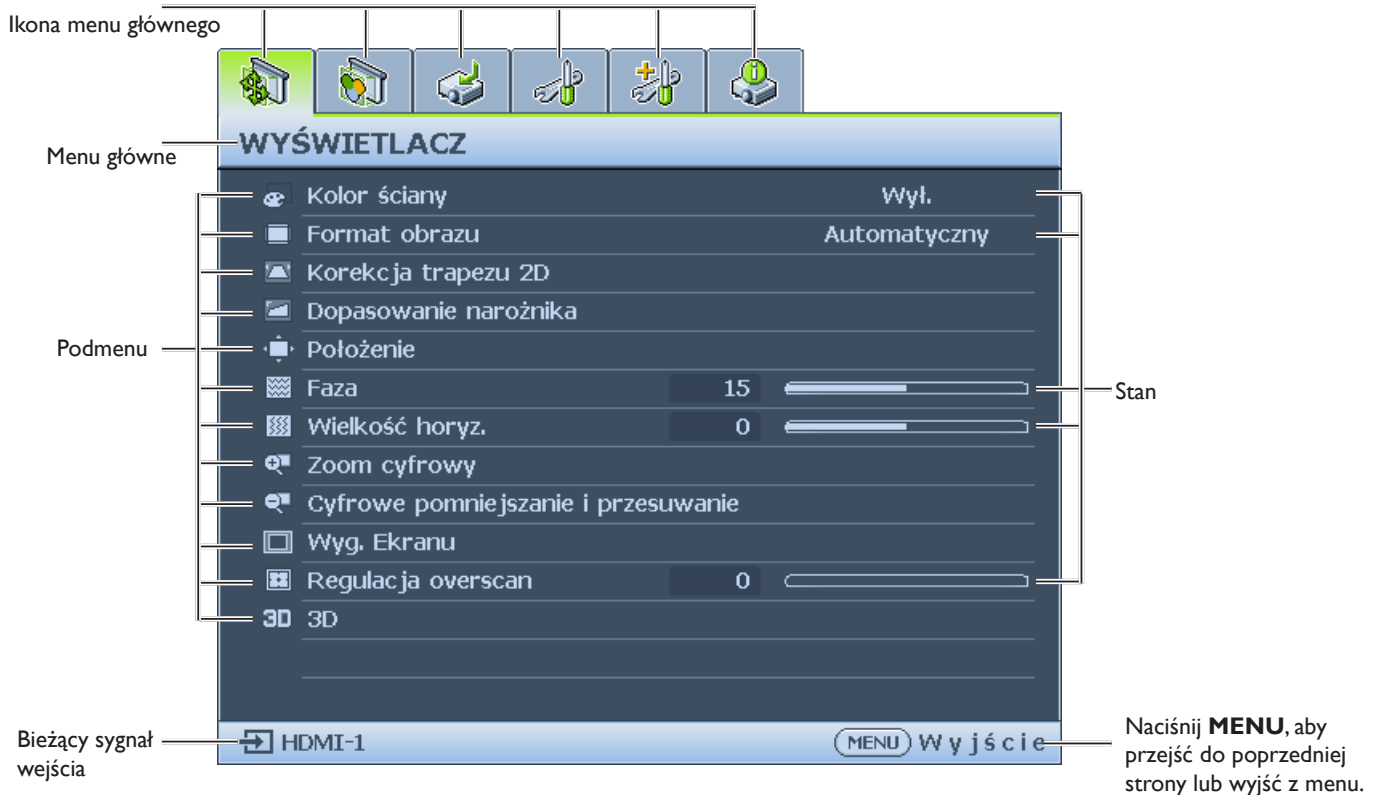 Ikona menu głównego
Menu główne
WYŚWIETLACZ
Kolor ściany Wył.
Format obrazu Automatyczny
Korekcja trapezu 2D
Dopasowanie narożnika
Podmenu
Położenie
Faza 15
Stan
Wielkość horyz. 0
Zoom cyfrowy
Cyfrowe pomniejszanie i przesuwanie
Wyg. Ekranu
Regulacja overscan 0
3D 3D
Bieżący sygnał
wejścia
HDMI-1
MENU Wyjście
Naciśnij MENU, aby
przejść do poprzedniej
strony lub wyjść z menu.